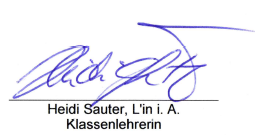 Heidi Sauter, L'in i. A.
Klassenlehrerin